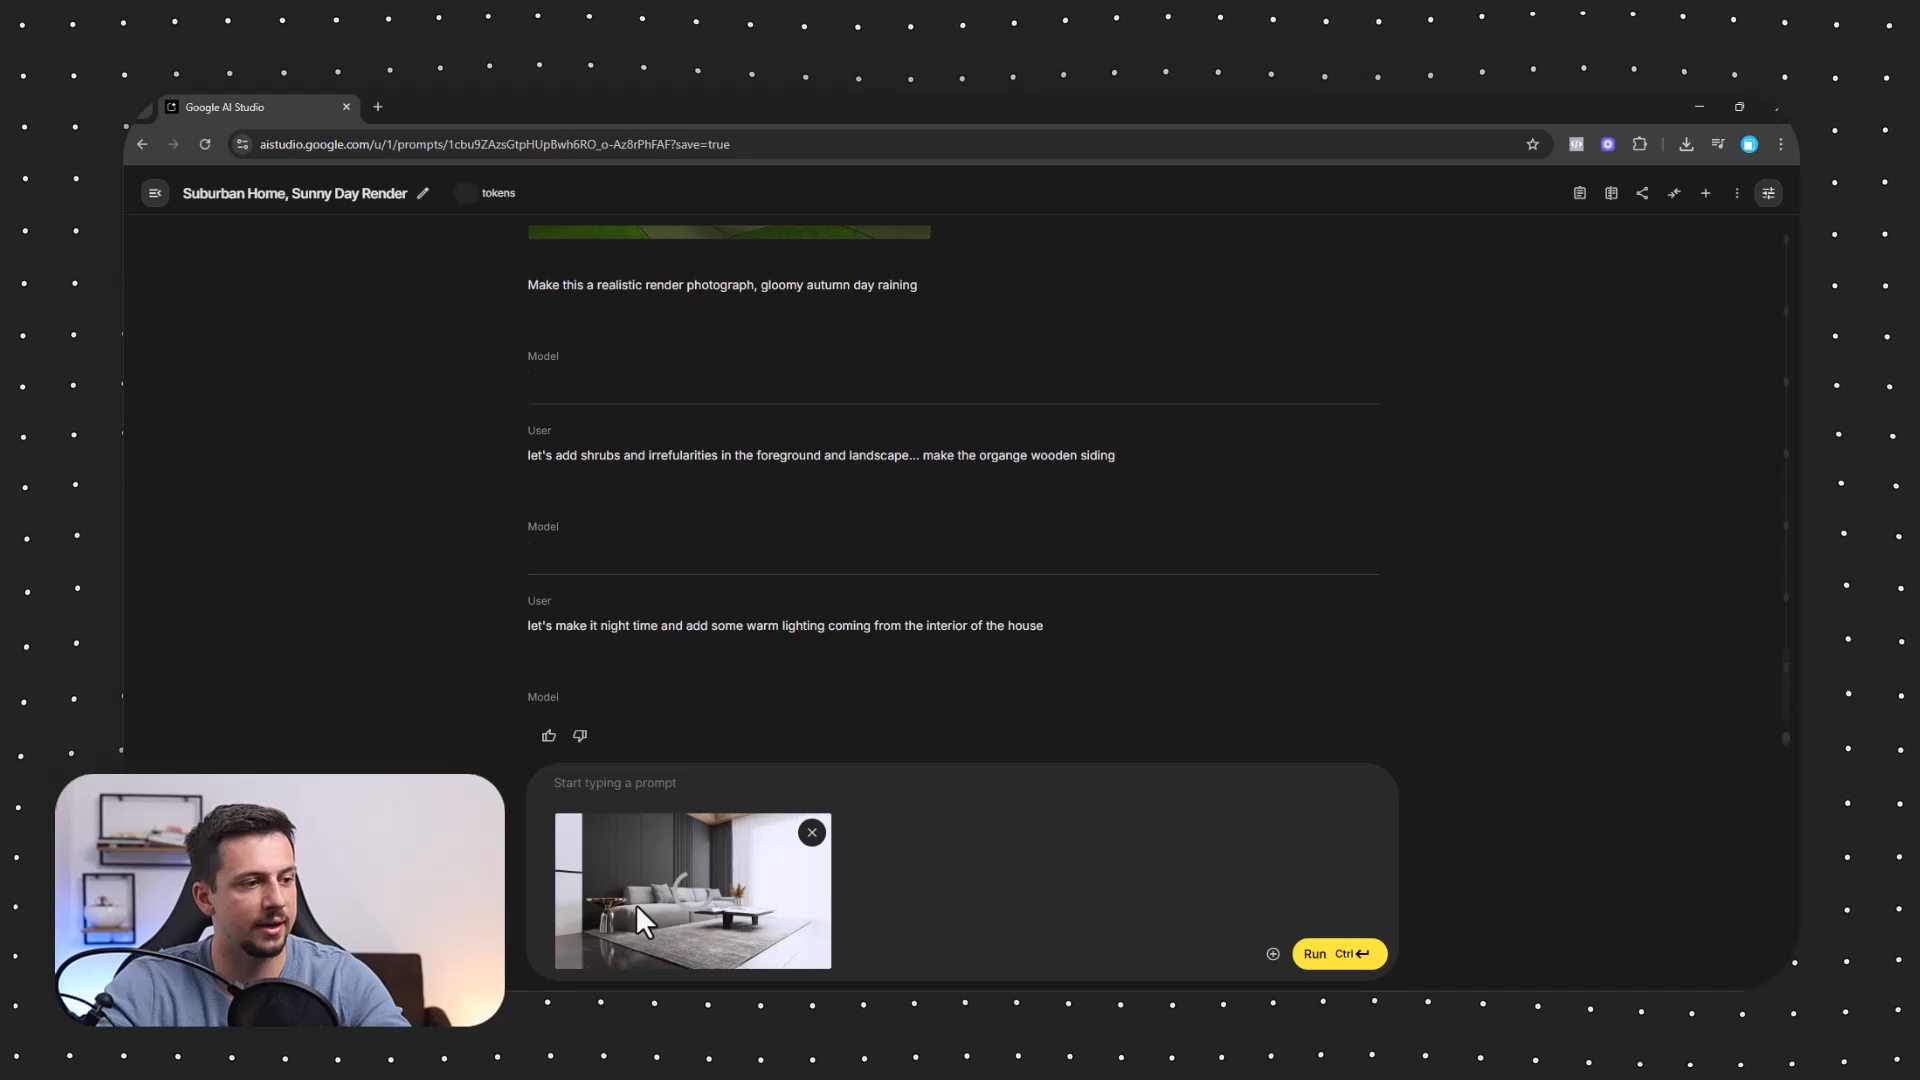 Google AI Studio
aistudio.google.com/u/1/prompts/1cbu9ZAzsGtpHUpBwh6RO_o-Az8rPhFAF?save=true
Suburban Home, Sunny Day Render
tokens
Make this a realistic render photograph, gloomy autumn day raining
Model
User
let's add shrubs and irrefularities in the foreground and landscape... make the organge wooden siding
Model
User
let's make it night time and add some warm lighting coming from the interior of the house
Model
Start typing a prompt
Run Ctrl